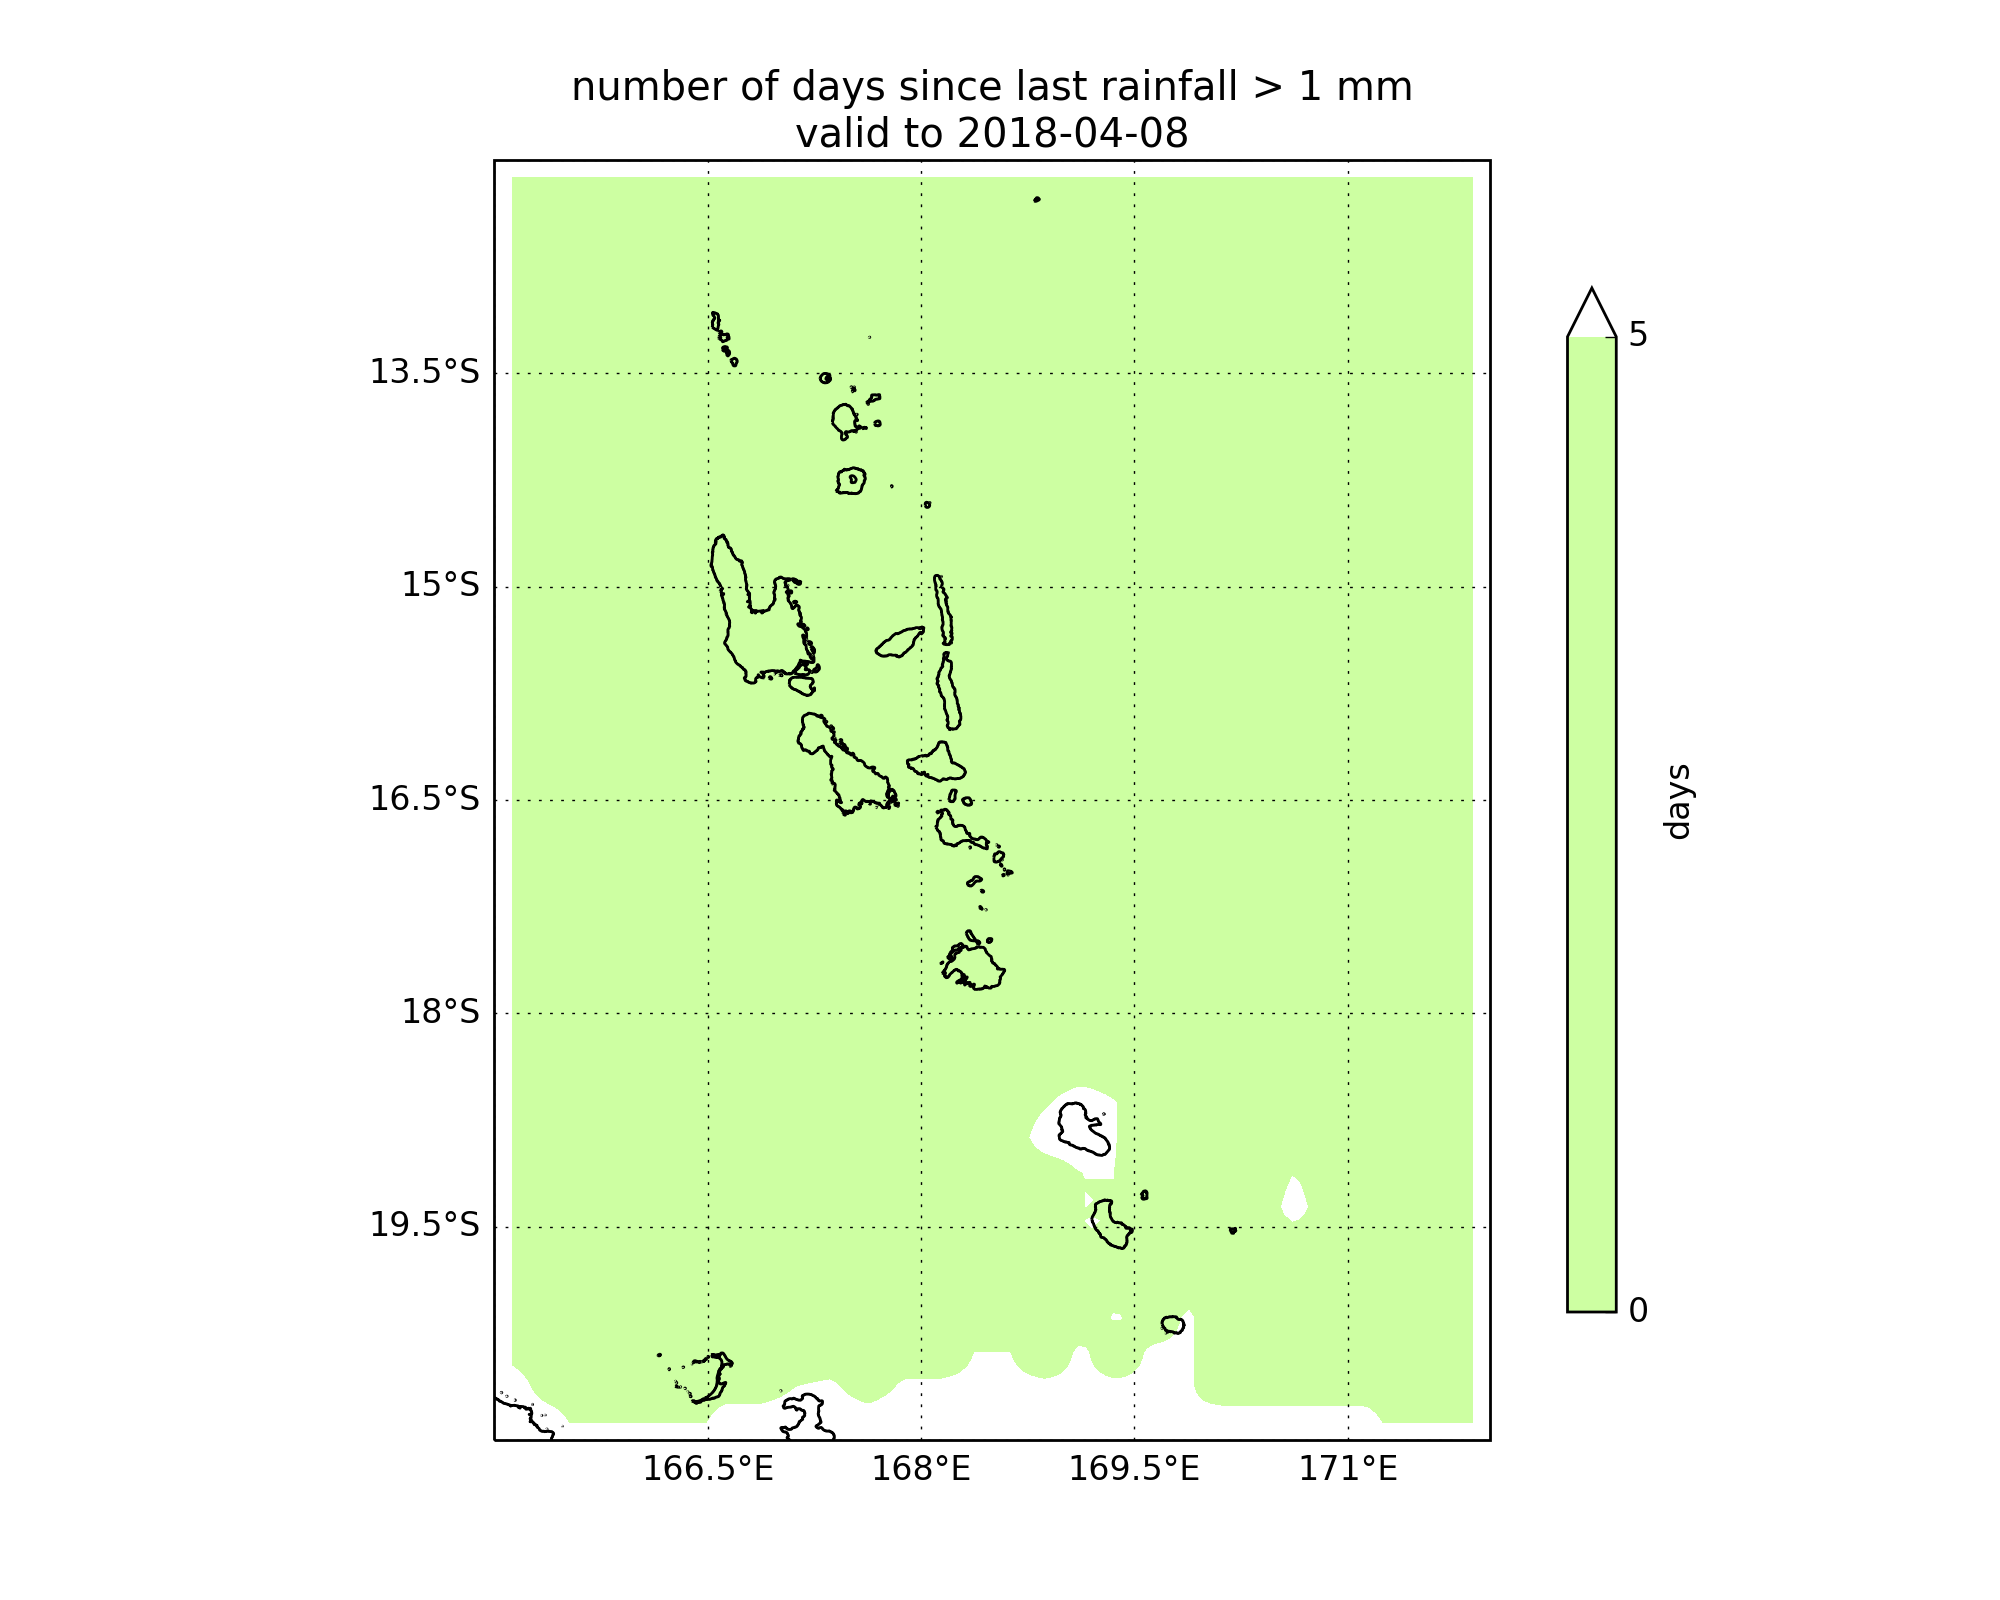 number of days since last rainfall > 1 mm
valid to 2018-04-08
13.5°S
15°S
16.5°S
18°S
19.5°S
166.5°E
168°E
169.5°E
171°E
5
0
days